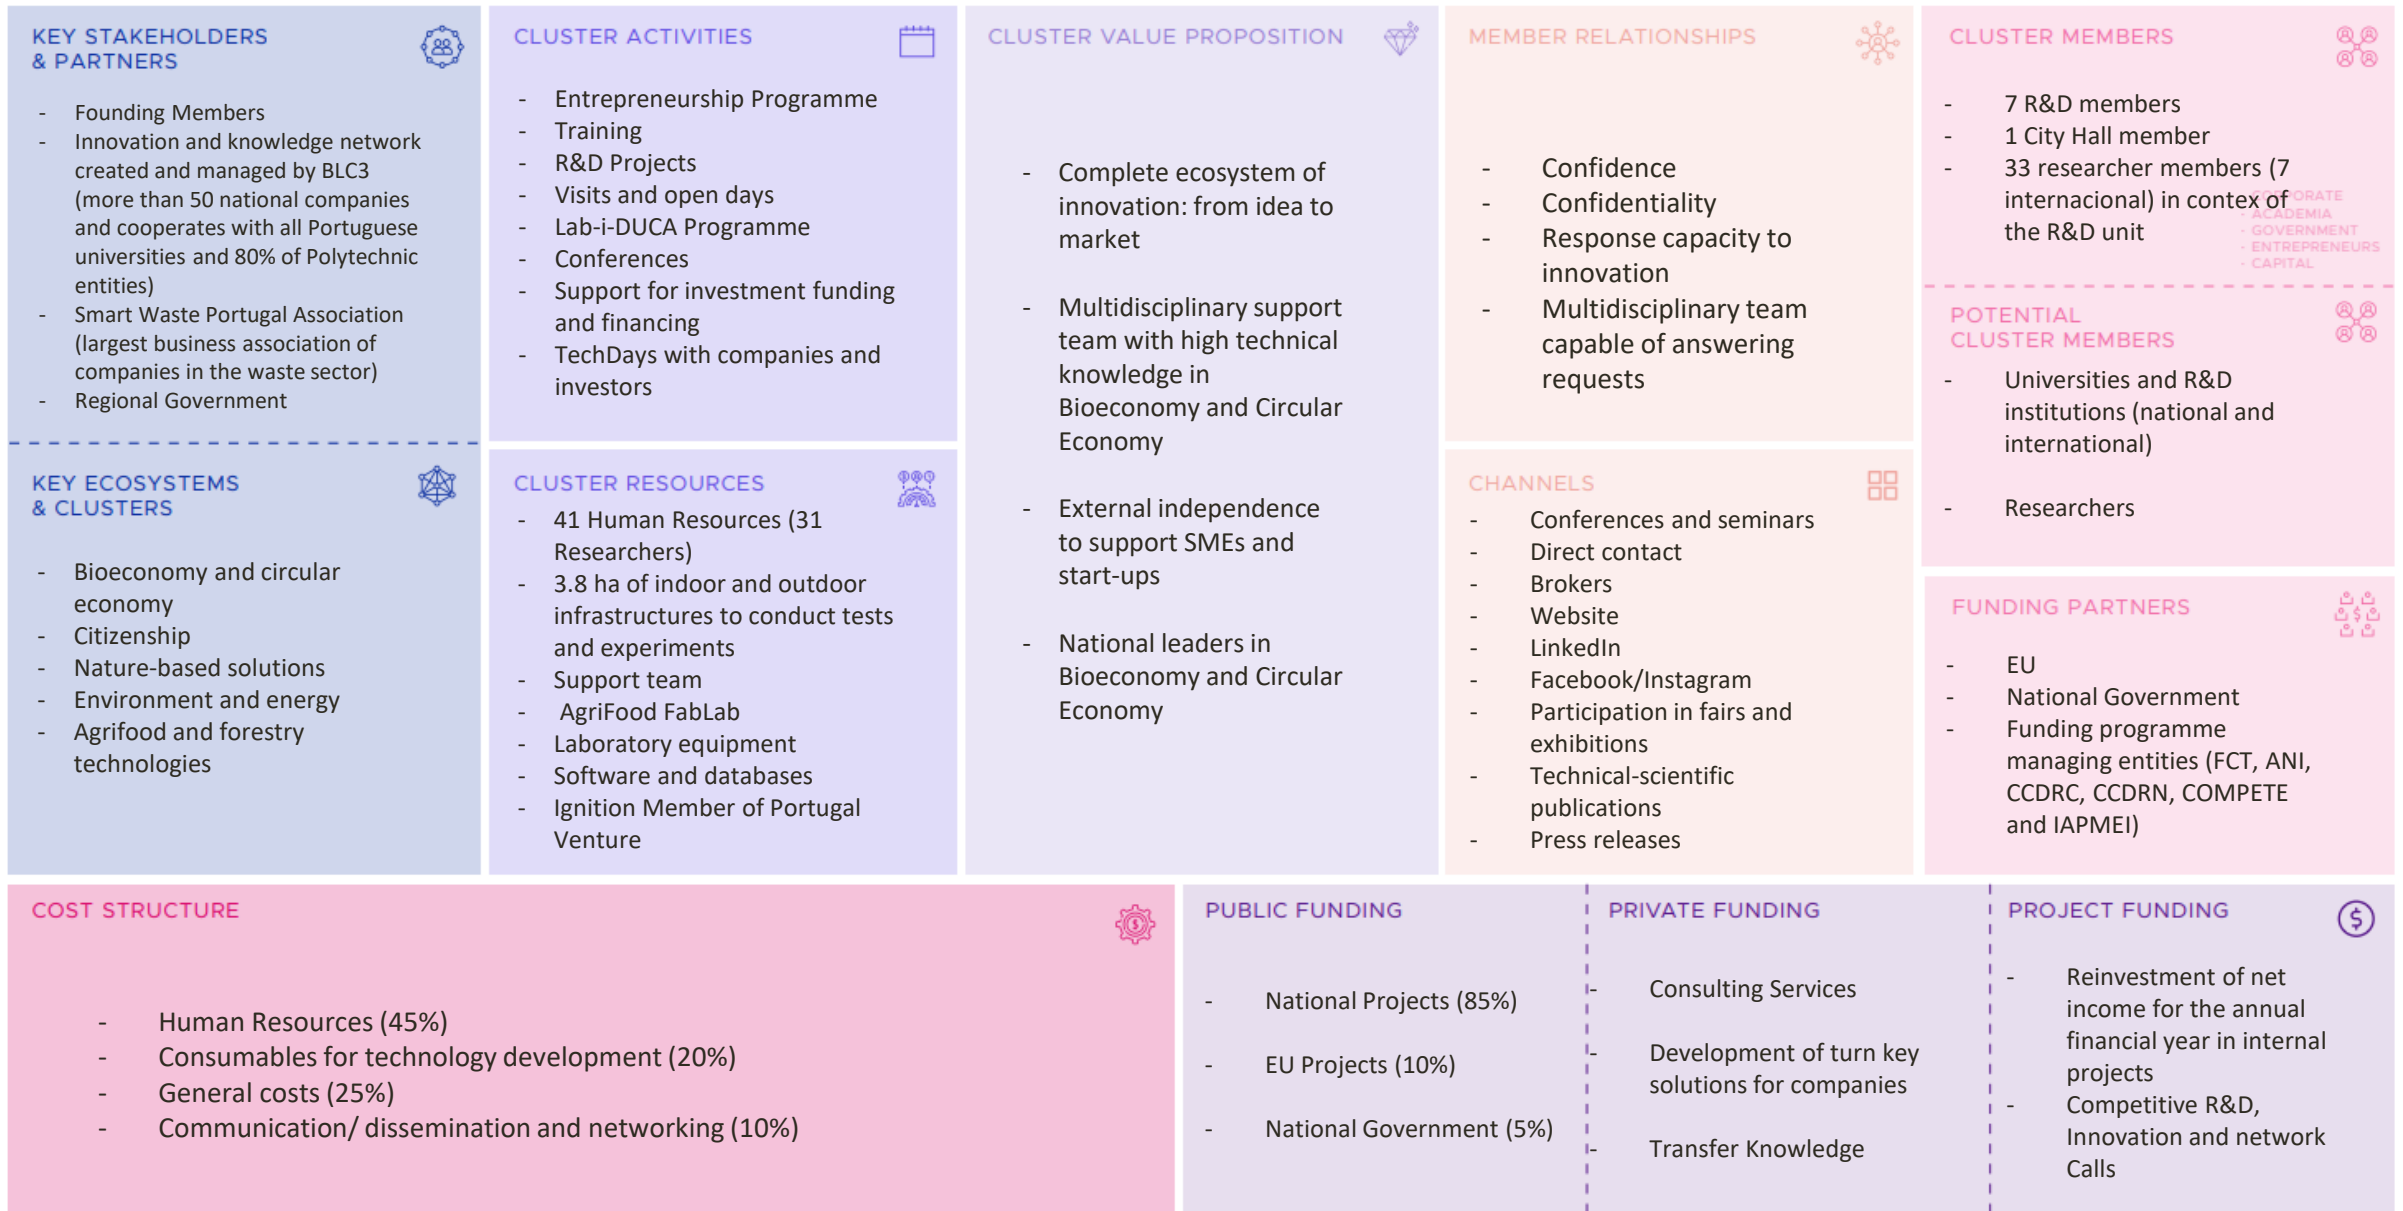 KEY STAKEHOLDERS
& PARTNERS
- Founding Members
- Innovation and knowledge network
created and managed by BLC3
(more than 50 national companies
and cooperates with all Portuguese
universities and 80% of Polytechnic
entities)
- Smart Waste Portugal Association
(largest business association of
companies in the waste sector)
- Regional Government
KEY ECOSYSTEMS
& CLUSTERS
- Bioeconomy and circular
economy
- Citizenship
- Nature-based solutions
- Environment and energy
- Agrifood and forestry
technologies
CLUSTER ACTIVITIES
- Entrepreneurship Programme
- Training
- R&D Projects
- Visits and open days
- Lab-i-DUCA Programme
- Conferences
- Support for investment funding
and financing
- TechDays with companies and
investors
CLUSTER RESOURCES
- 41 Human Resources (31
Researchers)
- 3.8 ha of indoor and outdoor
infrastructures to conduct tests
and experiments
- Support team
- AgriFood FabLab
- Laboratory equipment
- Software and databases
- Ignition Member of Portugal
Venture
CLUSTER VALUE PROPOSITION
- Complete ecosystem of
innovation: from idea to
market
- Multidisciplinary support
team with high technical
knowledge in
Bioeconomy and Circular
Economy
- External independence
to support SMEs and
start-ups
- National leaders in
Bioeconomy and Circular
Economy
MEMBER RELATIONSHIPS
- Confidence
- Confidentiality
- Response capacity to
innovation
- Multidisciplinary team
capable of answering
requests
CHANNELS
- Conferences and seminars
- Direct contact
- Brokers
- Website
- LinkedIn
- Facebook/Instagram
- Participation in fairs and
exhibitions
- Technical-scientific
publications
- Press releases
CLUSTER MEMBERS
- 7 R&D members
- 1 City Hall member
- 33 researcher members (7
internacional) in contex of
the R&D unit
- CORPORATE
- ACADEMIA
- GOVERNMENT
- ENTREPRENEURS
- CAPITAL
POTENTIAL
CLUSTER MEMBERS
- Universities and R&D
institutions (national and
international)
- Researchers
FUNDING PARTNERS
- EU
- National Government
- Funding programme
managing entities (FCT, ANI,
CCDRC, CCDRN, COMPETE
and IAPMEI)
COST STRUCTURE
- Human Resources (45%)
- Consumables for technology development (20%)
- General costs (25%)
- Communication/ dissemination and networking (10%)
PUBLIC FUNDING
- National Projects (85%)
- EU Projects (10%)
- National Government (5%)
PRIVATE FUNDING
- Consulting Services
- Development of turn key
solutions for companies
- Transfer Knowledge
PROJECT FUNDING
- Reinvestment of net
income for the annual
financial year in internal
projects
- Competitive R&D,
Innovation and network
Calls